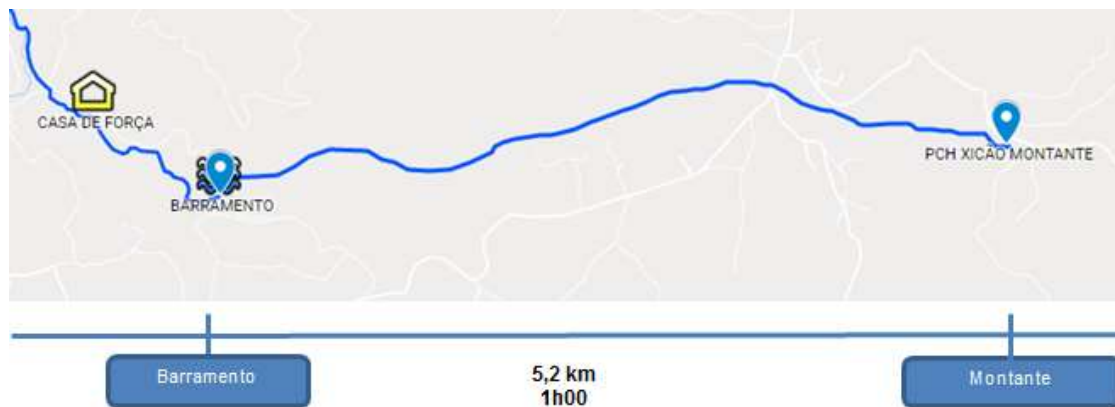 CASA DE FORÇA
PCH XICÃO MONTANTE
BARRAMENTO
Barramento
5,2 km
1h00
Montante